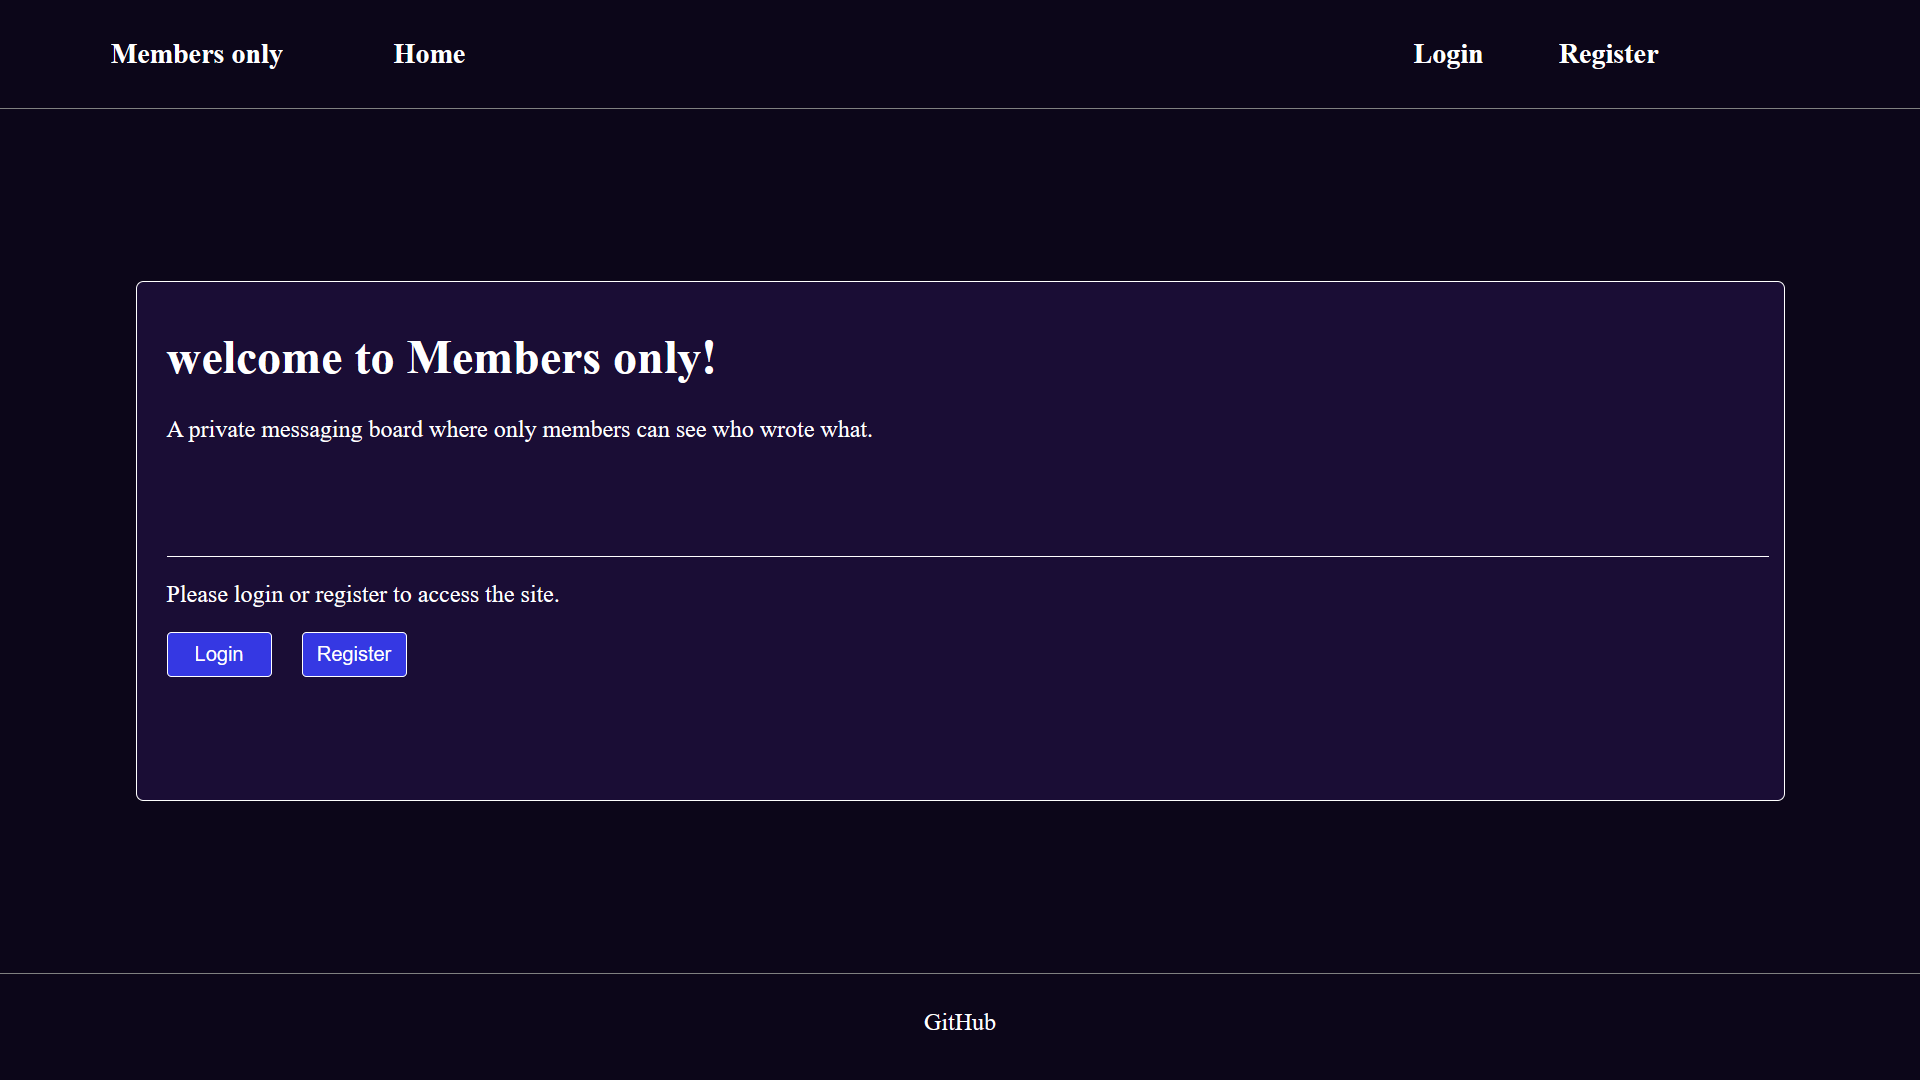 Members only Home Login Register
welcome to Members only!
A private messaging board where only members can see who wrote what.
Please login or register to access the site.
Login Register
GitHub